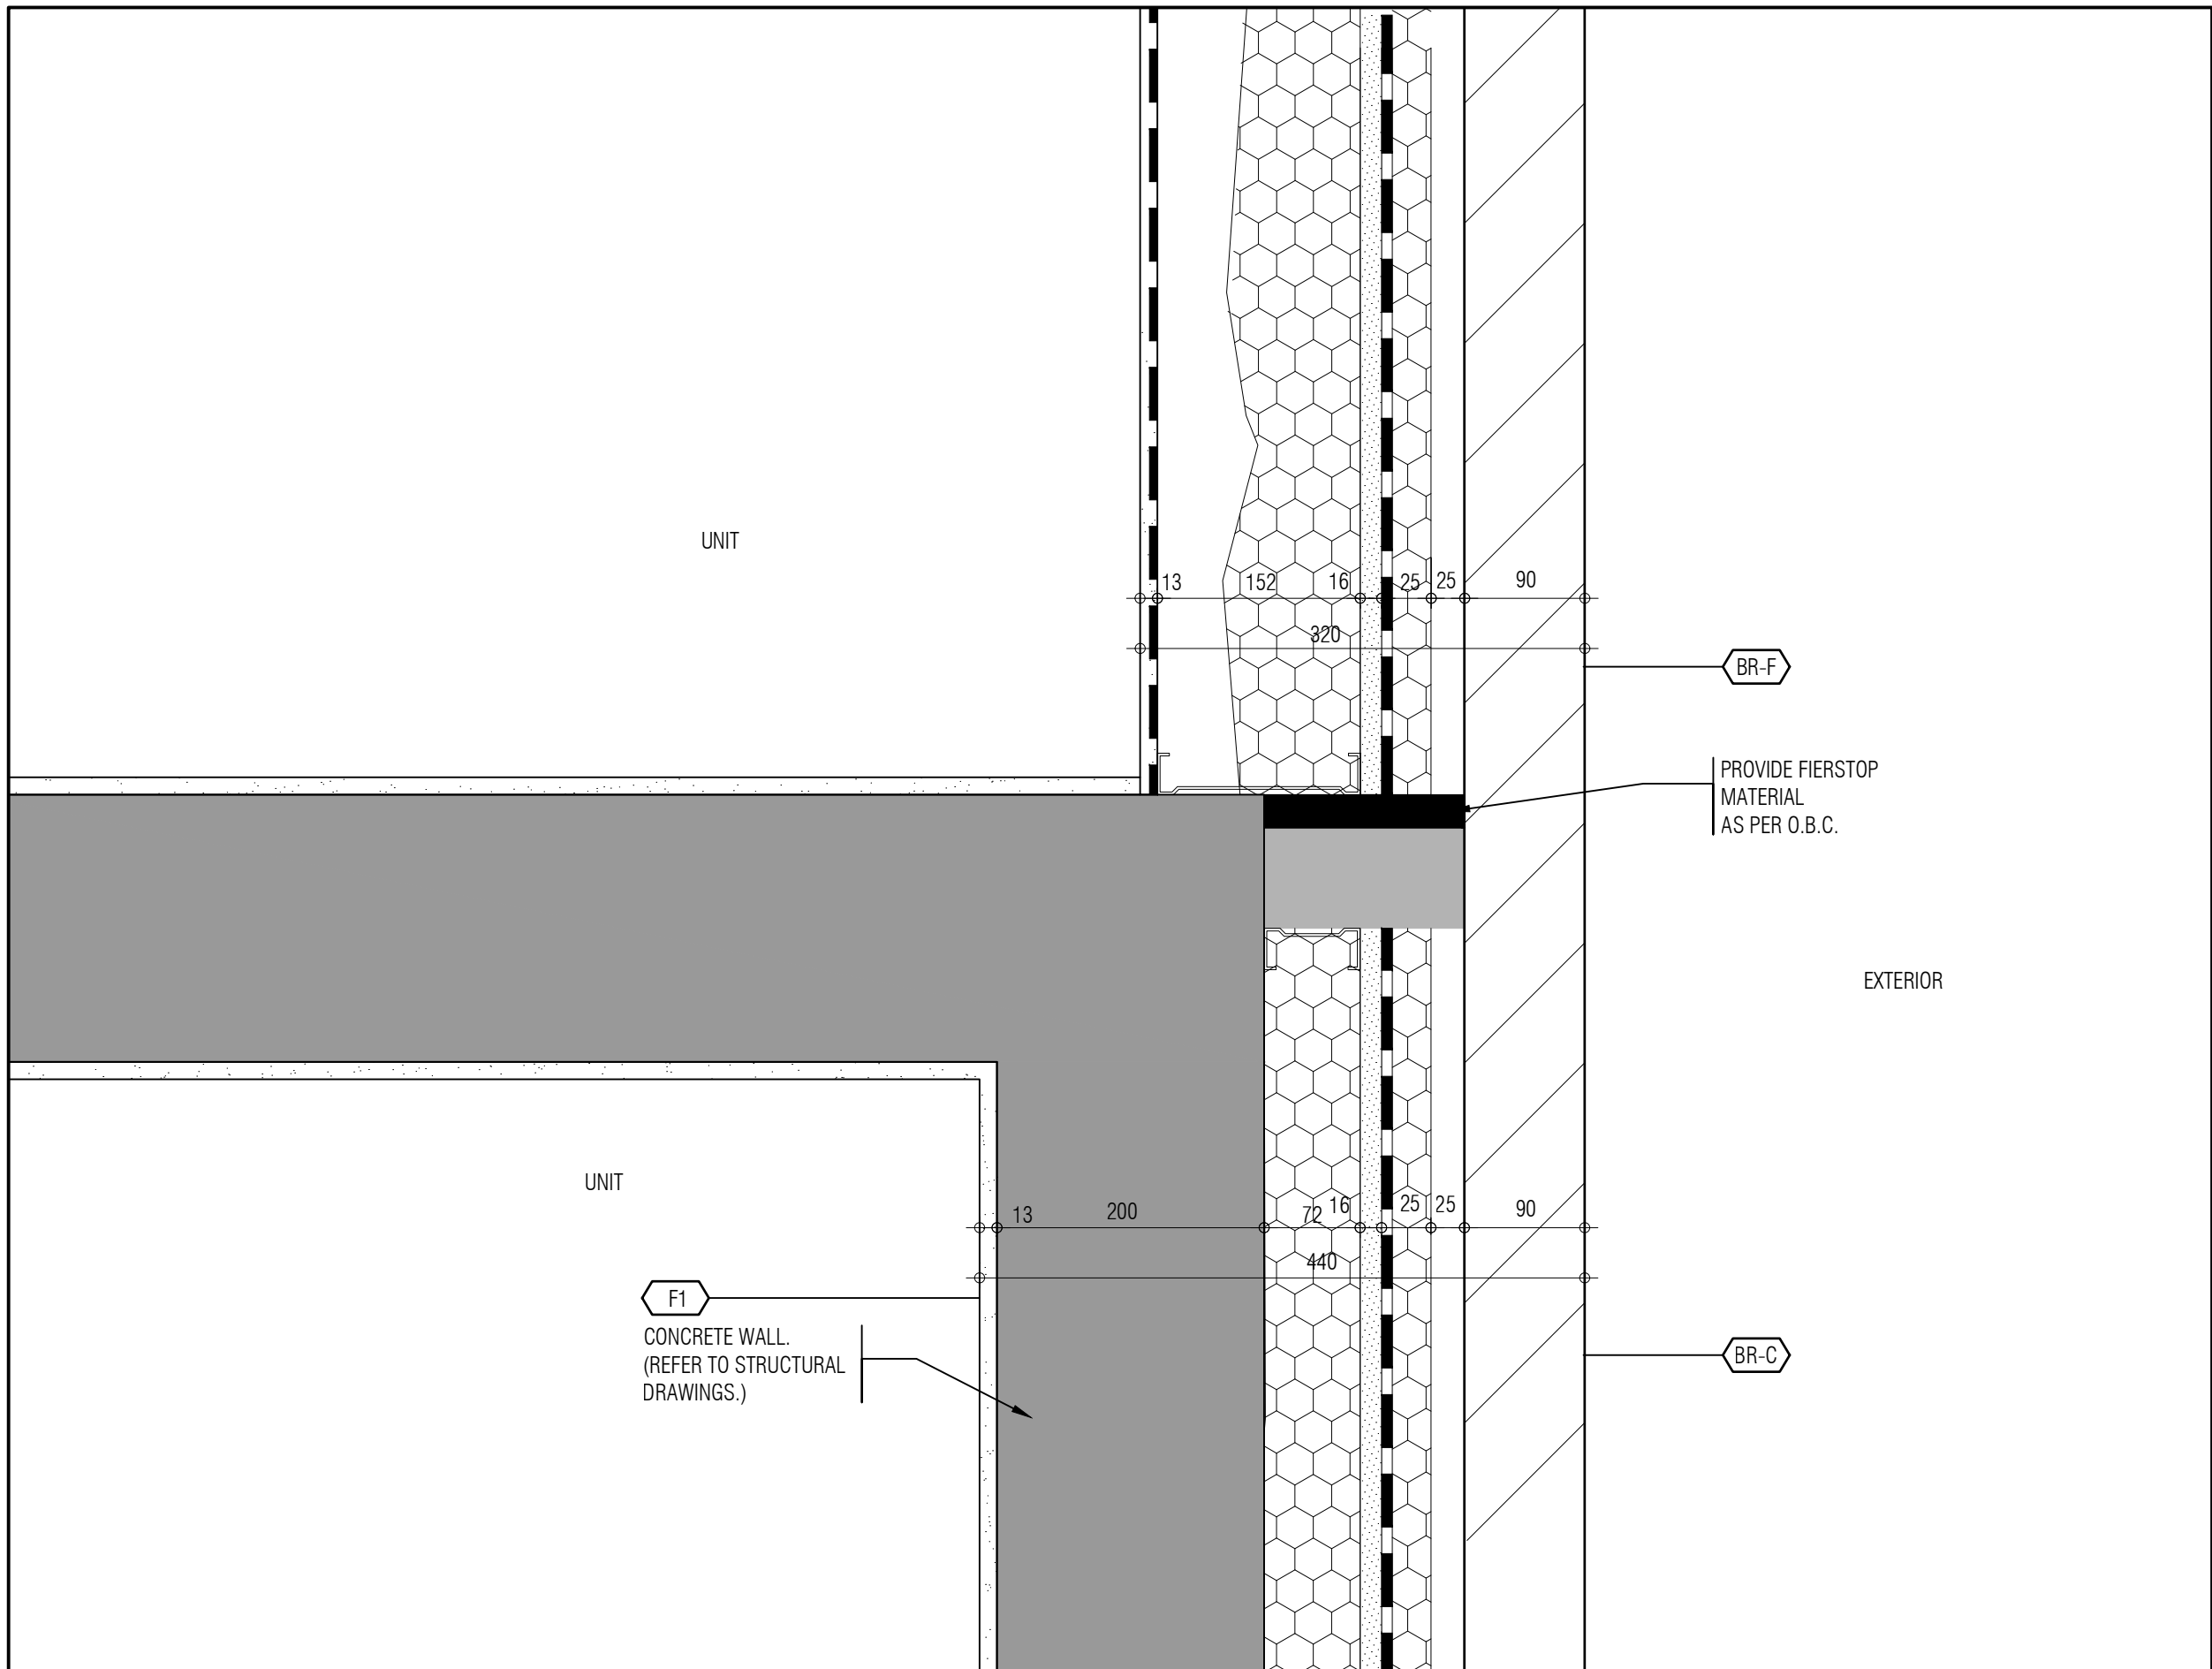 UNIT
13 152 16 25 25 90
320
BR-F
PROVIDE FIERSTOP
MATERIAL
AS PER O.B.C.
EXTERIOR
UNIT
13 200 72 16 25 25 90
440
F1
CONCRETE WALL.
(REFER TO STRUCTURAL
DRAWINGS.)
BR-C